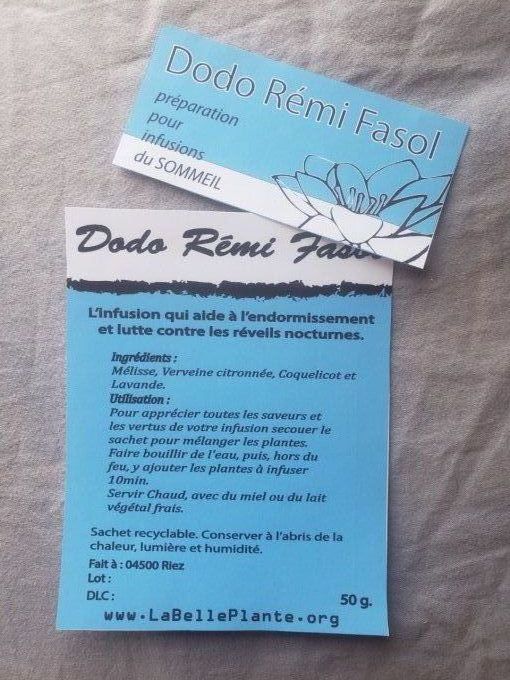 Dodo Rémi Fasol
préparation
pour
infusions
du SOMMEIL
Dodo Rémi Fasol
L'infusion qui aide à l'endormissement
et lutte contre les réveils nocturnes.
Ingrédients :
Mélisse, Verveine citronnée, Coquelicot et
Lavande.
Utilisation :
Pour apprécier toutes les saveurs et
les vertus de votre infusion secouer le
sachet pour mélanger les plantes.
Faire bouillir de l'eau, puis, hors du
feu, y ajouter les plantes à infuser
10min.
Servir Chaud, avec du miel ou du lait
végétal frais.
Sachet recyclable. Conserver à l'abris de la
chaleur, lumière et humidité.
Fait à : 04500 Riez
Lot :
DLC :
50 g.
www.LaBellePlante.org